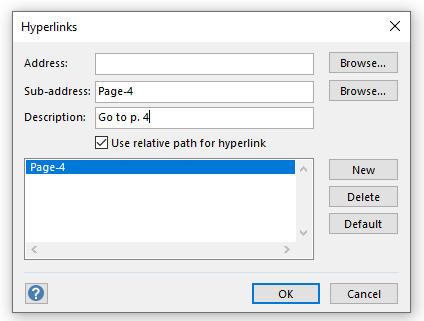 Hyperlinks
Address: Browse...
Sub-address: Page-4 Browse...
Description: Go to p. 4
Use relative path for hyperlink
Page-4
New
Delete
Default
?
OK Cancel